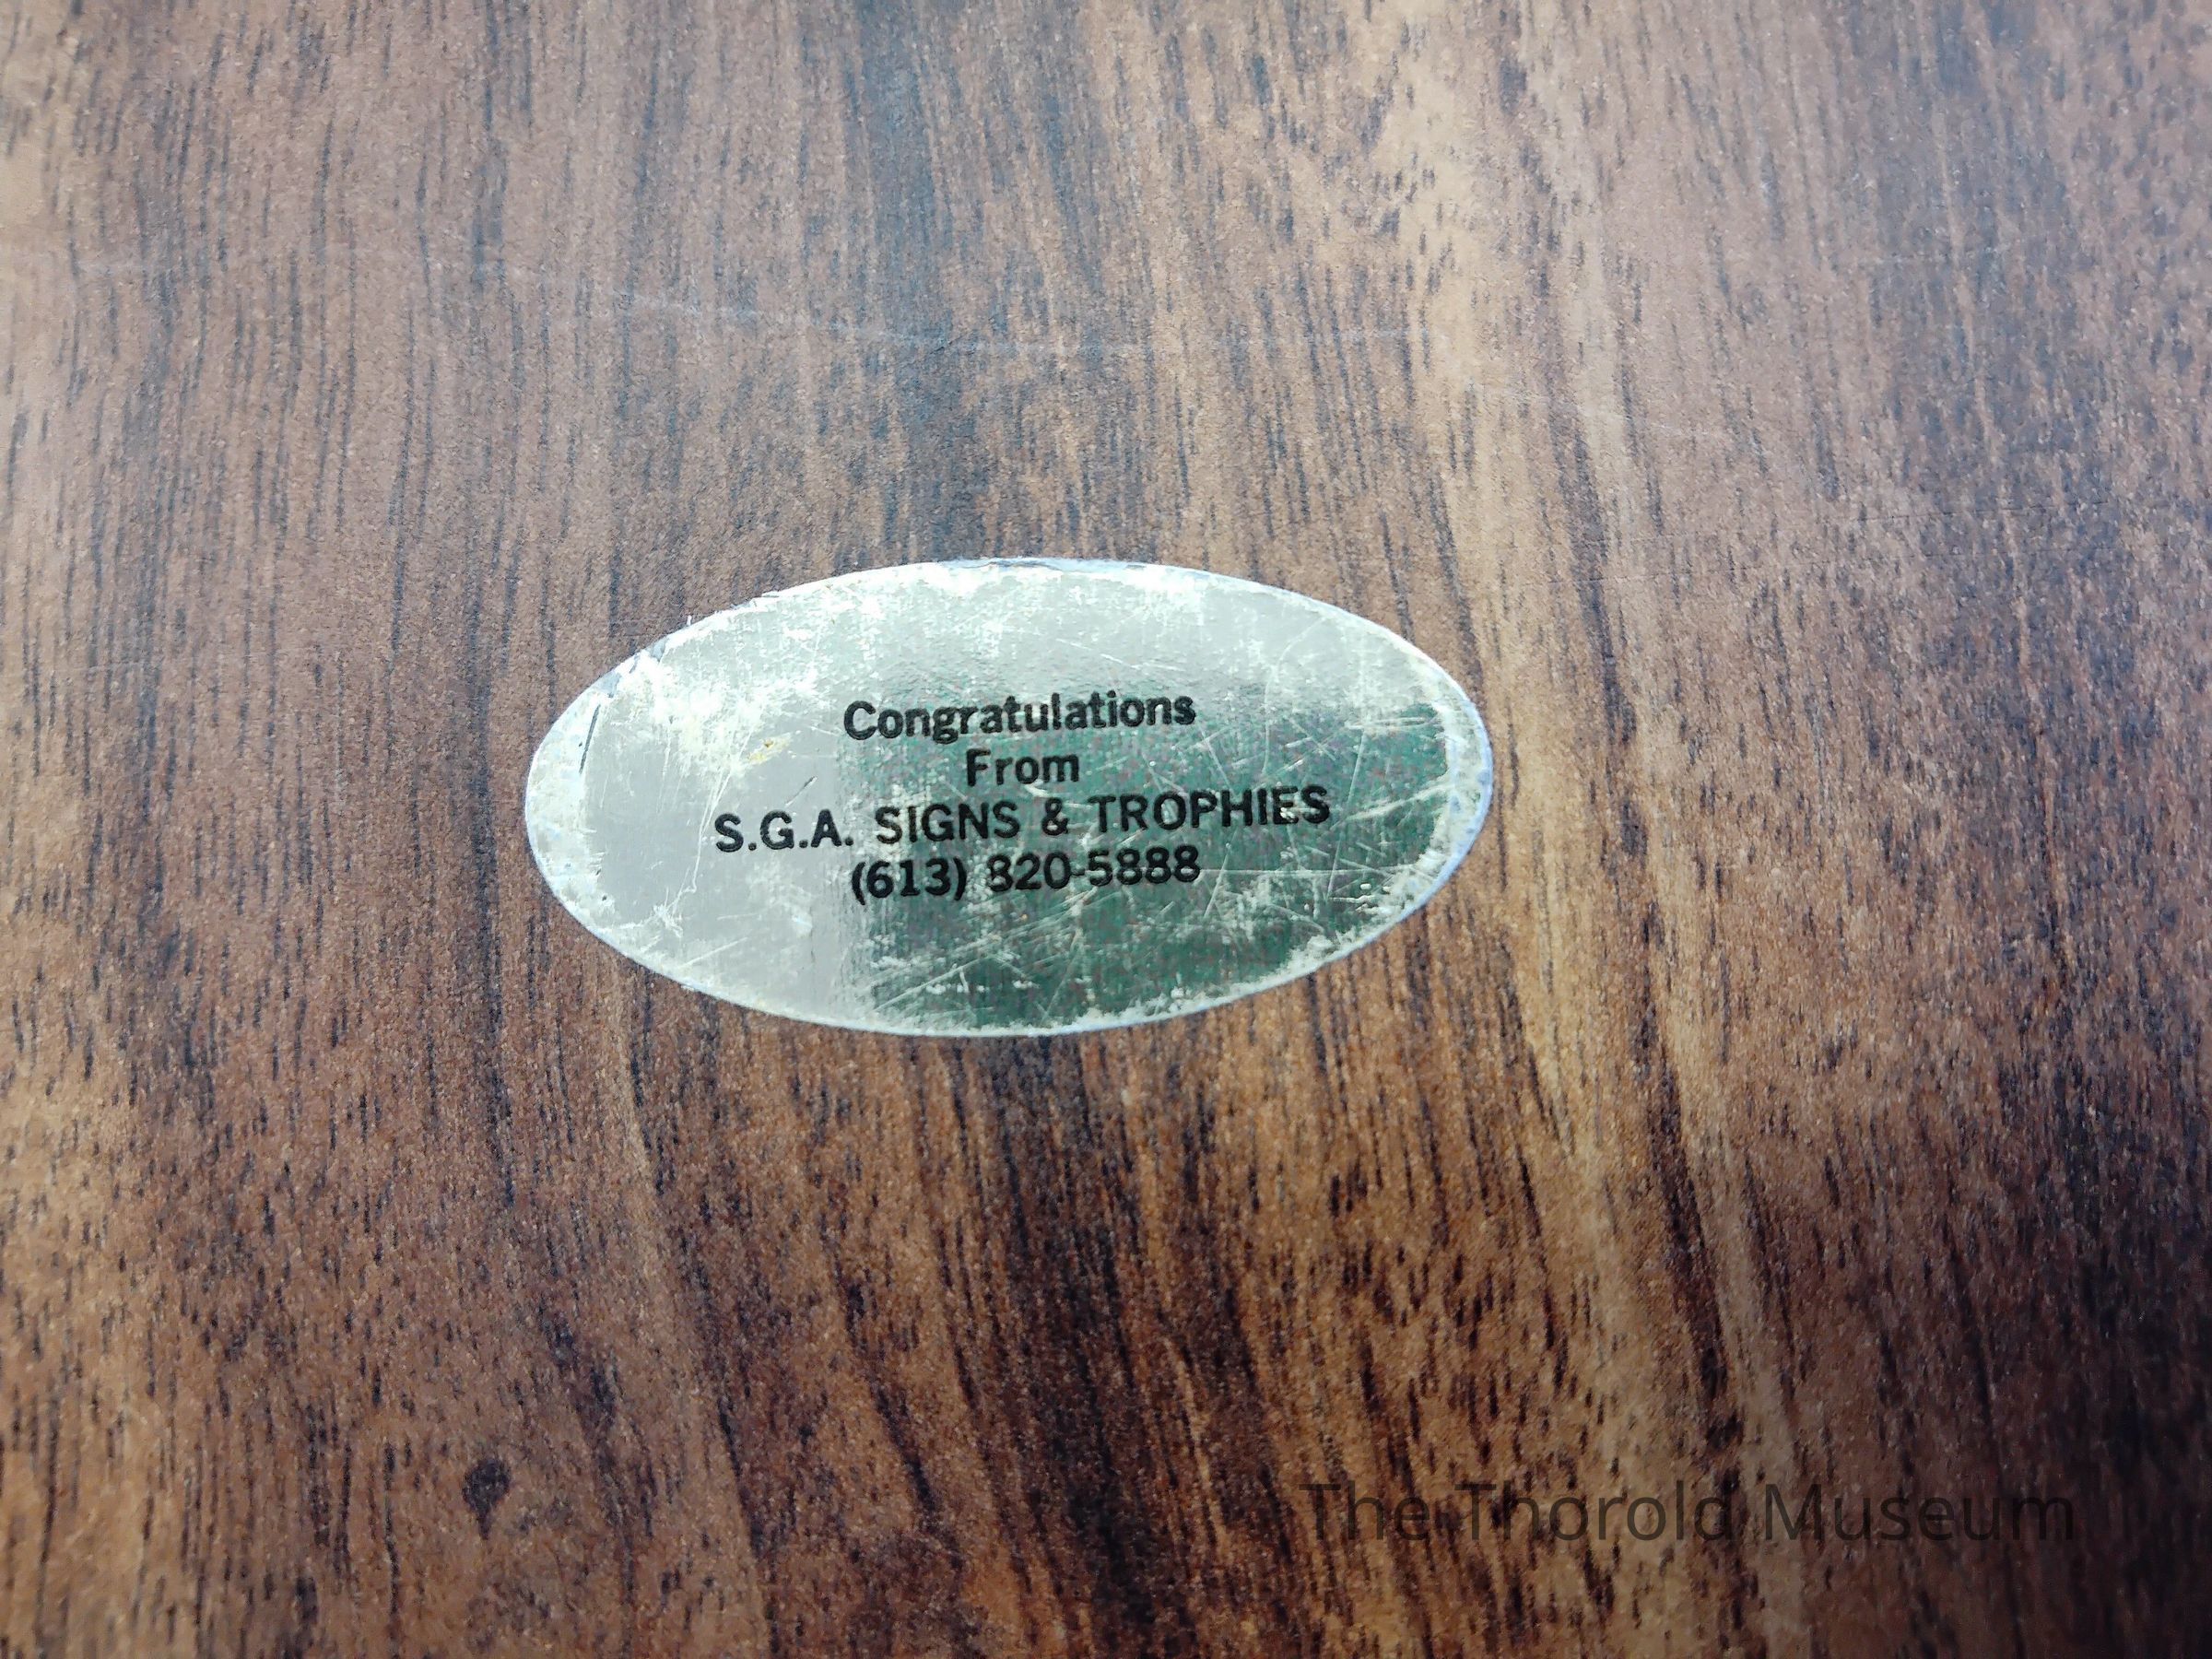 Congratulations
From
S.G.A. SIGNS & TROPHIES
(613) 820-5888
The Thorold Museum